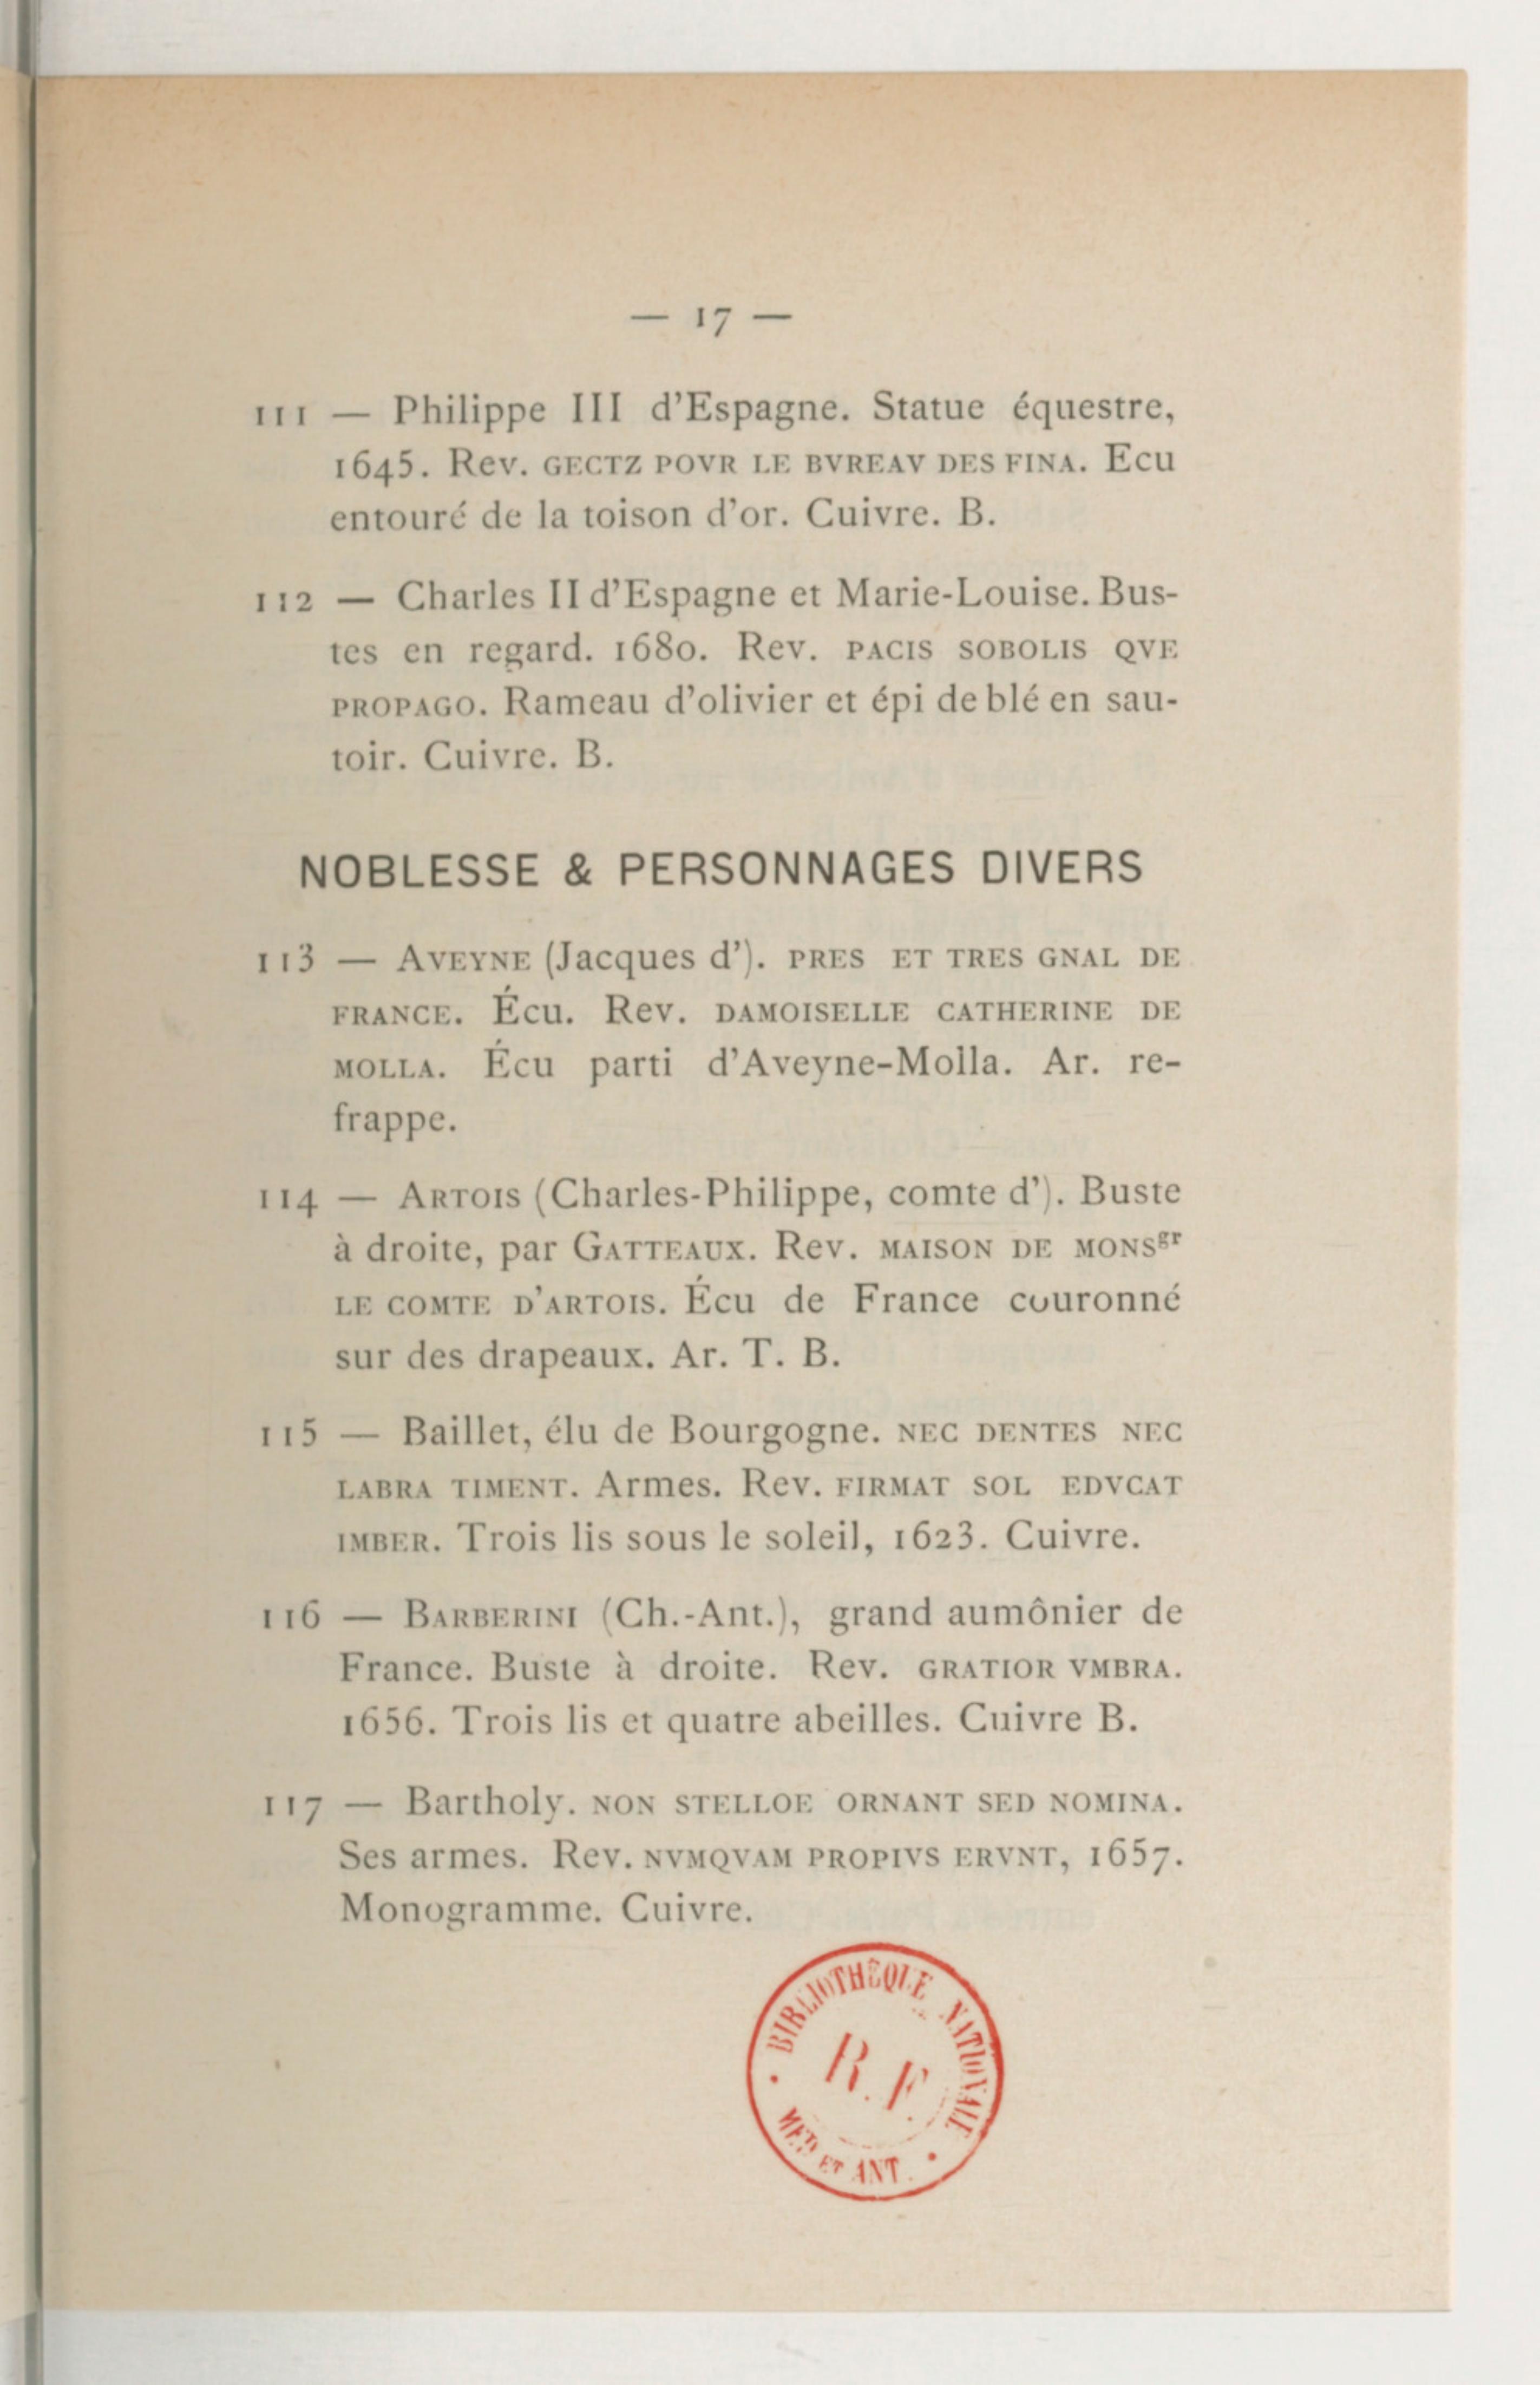 — 17 —
111 — Philippe III d'Espagne. Statue équestre,
1645. Rev. GECTZ POVR LE BVREAV DES FINA. Ecu
entouré de la toison d'or. Cuivre. B.
112 — Charles II d'Espagne et Marie-Louise. Bus-
tes en regard. 1680. Rev. PACIS SOBOLIS QVE
PROPAGO. Rameau d'olivier et épi de blé en sau-
toir. Cuivre. B.
NOBLESSE & PERSONNAGES DIVERS
113 — AVEYNE (Jacques d'). PRES ET TRES GNAL DE
FRANCE. Écu. Rev. DAMOISELLE CATHERINE DE
MOLLA. Écu parti d'Aveyne-Molla. Ar. re-
frappe.
114 — ARTOIS (Charles-Philippe, comte d'). Buste
à droite, par GATTEAUX. Rev. MAISON DE MONSgr
LE COMTE D'ARTOIS. Écu de France couronné
sur des drapeaux. Ar. T. B.
115 — Baillet, élu de Bourgogne. NEC DENTES NEC
LABRA TIMENT. Armes. Rev. FIRMAT SOL EDVCAT
IMBER. Trois lis sous le soleil, 1623. Cuivre.
116 — BARBERINI (Ch.-Ant.), grand aumônier de
France. Buste à droite. Rev. GRATIOR VMBRA.
1656. Trois lis et quatre abeilles. Cuivre B.
117 — Bartholy. NON STELLOE ORNANT SED NOMINA.
Ses armes. Rev. NVMQVAM PROPIVS ERVNT, 1657.
Monogramme. Cuivre.
BIBLIOTHÈQUE NATIONALE
R.F.
MED. ET ANT.